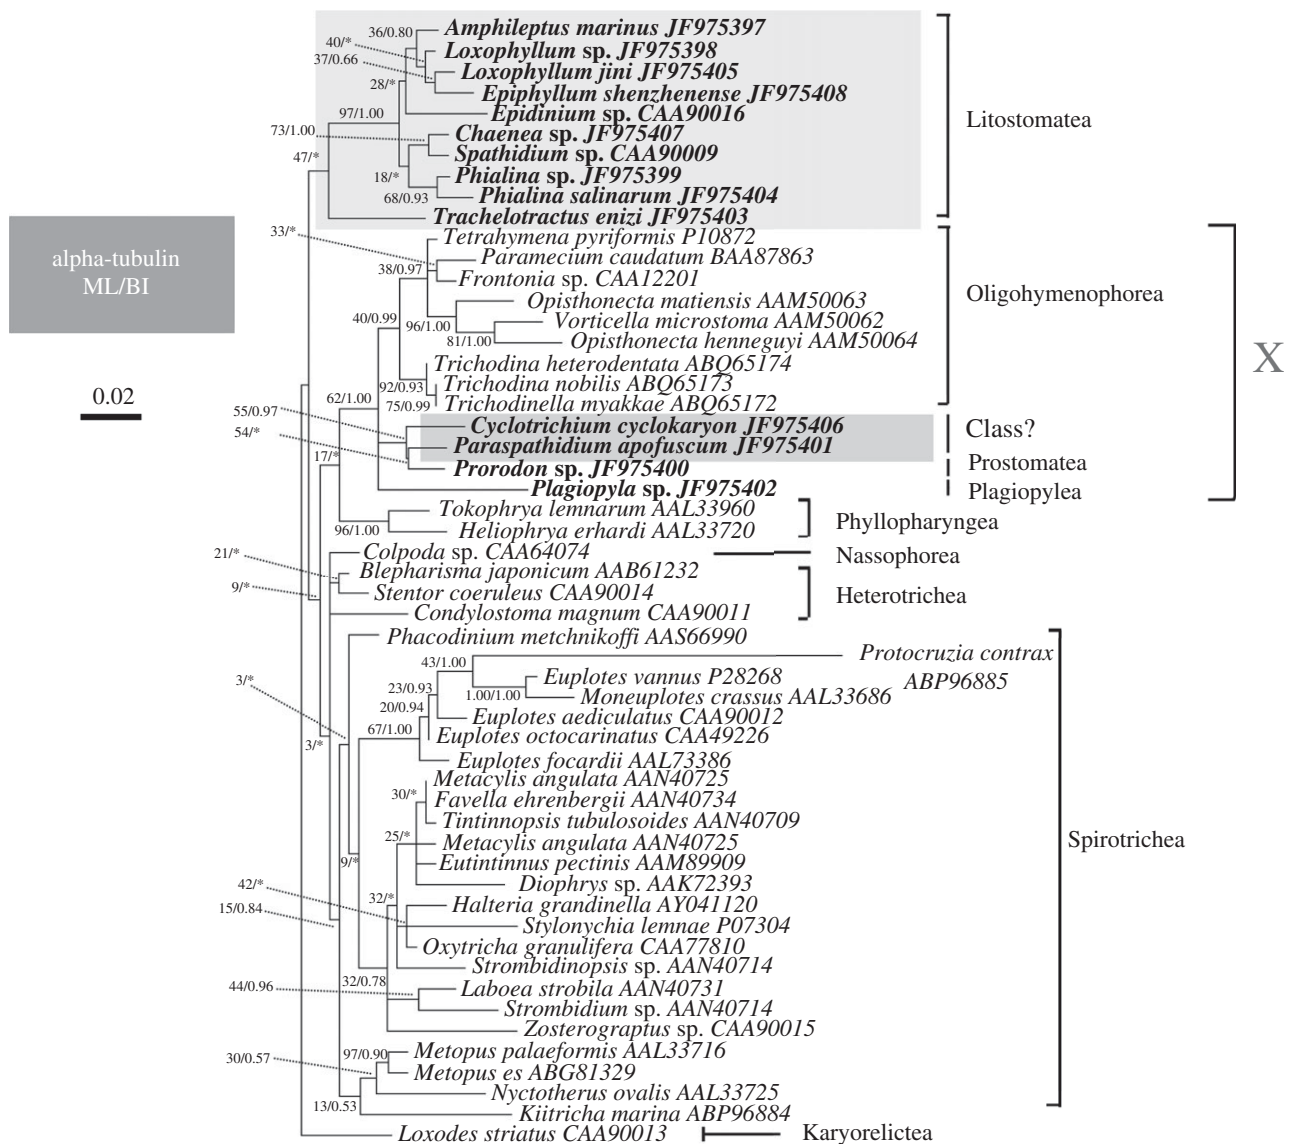 36/0.80
Amphileptus marinus JF975397
40/*
Loxophyllum sp. JF975398
37/0.66
Loxophyllum jini JF975405
28/*
Epiphyllum shenzhenense JF975408
97/1.00
Epidinium sp. CAA90016
Litostomatea
73/1.00
Chaenea sp. JF975407
47/*
Spathidium sp. CAA90009
18/*
Phialina sp. JF975399
68/0.93
Phialina salinarum JF975404
Trachelotractus enizi JF975403
alpha-tubulin
ML/BI
0.02
33/*
Tetrahymena pyriformis P10872
38/0.97
Paramecium caudatum BAA87863
Frontonia sp. CAA12201
Oligohymenophorea
Opisthonecta matiensis AAM50063
40/0.99
96/1.00
Vorticella microstoma AAM50062
81/1.00
Opisthonecta henneguyi AAM50064
X
Trichodina heterodentata ABQ65174
92/0.93
Trichodina nobilis ABQ65173
62/1.00
75/0.99
Trichodinella myakkae ABQ65172
55/0.97
Cyclotrichium cyclokaryon JF975406
Class?
54/*
Paraspathidium apofuscum JF975401
17/*
Prorodon sp. JF975400
Prostomatea
Plagiopyla sp. JF975402
Plagiopylea
Tokophrya lemnarum AAL33960
96/1.00
Heliophrya erhardi AAL33720
Phyllopharyngea
21/*
Colpoda sp. CAA64074
Nassophorea
9/*
Blepharisma japonicum AAB61232
Stentor coeruleus CAA90014
Heterotrichea
Condylostoma magnum CAA90011
Phacodinium metchnikoffi AAS66990
43/1.00
Protocruzia contrax
ABP96885
3/*
23/0.93
Euplotes vannus P28268
1.00/1.00
Moneuplotes crassus AAL33686
20/0.94
Euplotes aediculatus CAA90012
67/1.00
Euplotes octocarinatus CAA49226
3/*
Euplotes focardii AAL73386
Metacylis angulata AAN40725
30/*
Favella ehrenbergii AAN40734
Tintinnopsis tubulosoides AAN40709
25/*
Metacylis angulata AAN40725
Spirotrichea
9/*
Eutintinnus pectinis AAM89909
42/*
Diophrys sp. AAK72393
15/0.84
32/*
Halteria grandinella AY041120
Stylonychia lemnae P07304
Oxytricha granulifera CAA77810
Strombidinopsis sp. AAN40714
32/0.78
44/0.96
Laboea strobila AAN40731
Strombidium sp. AAN40714
Zosterograptus sp. CAA90015
30/0.57
97/0.90
Metopus palaeformis AAL33716
Metopus es ABG81329
Nyctotherus ovalis AAL33725
13/0.53
Kiitricha marina ABP96884
Loxodes striatus CAA90013
Karyorelictea